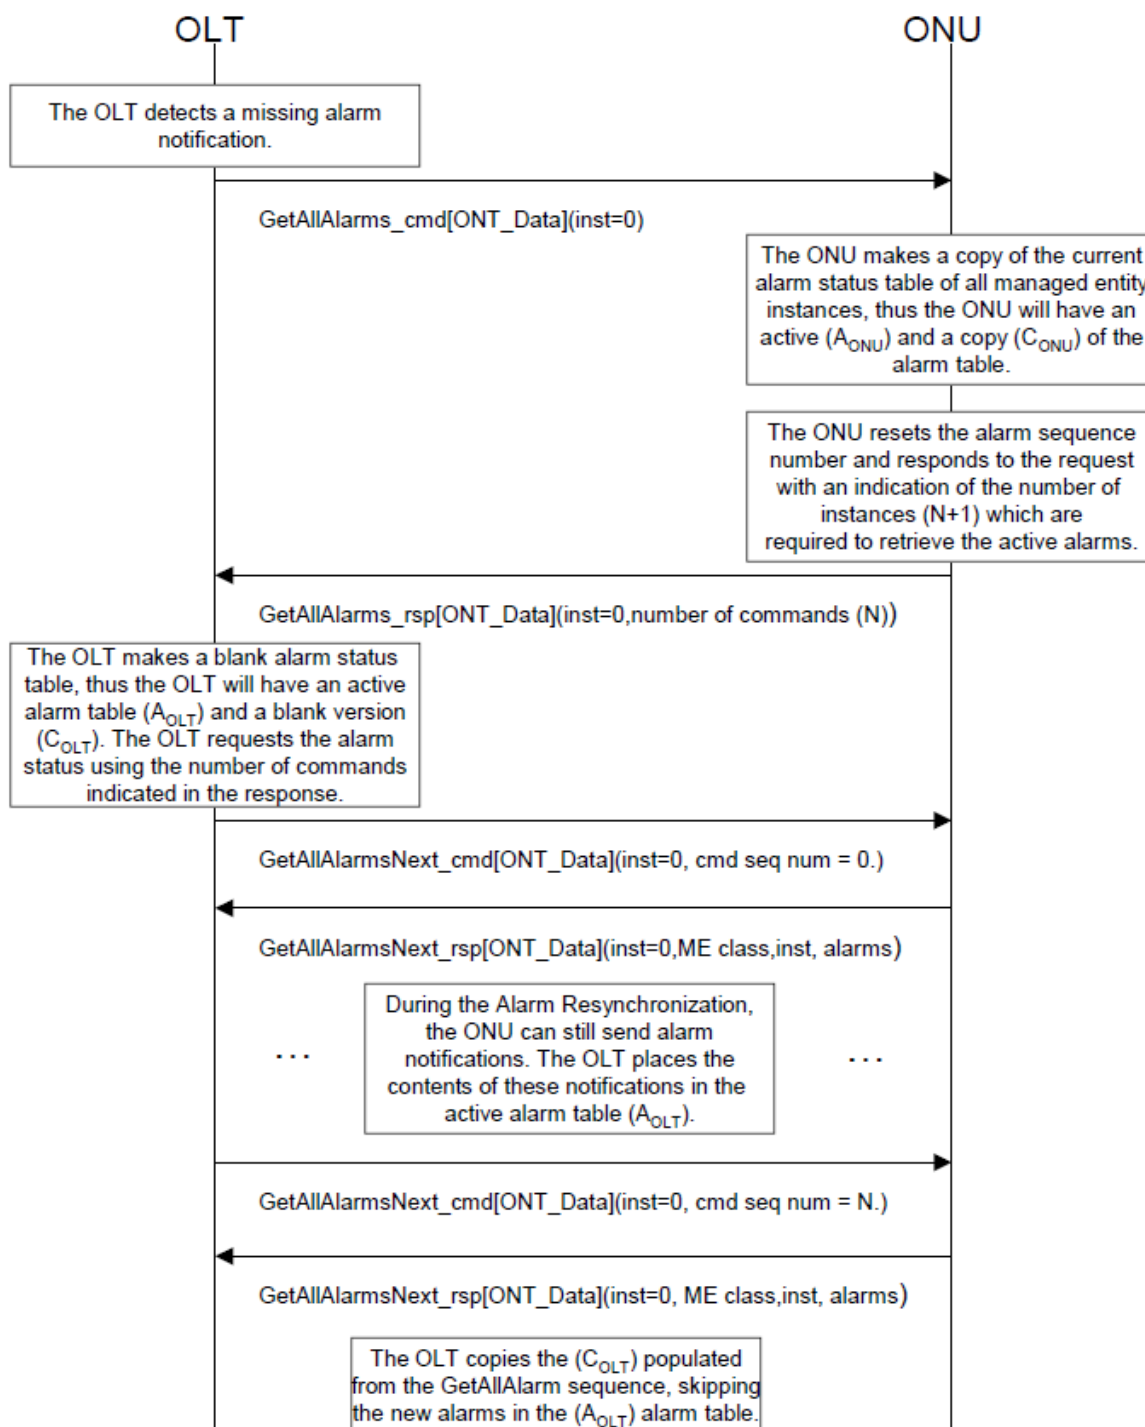 OLT
ONU
The OLT detects a missing alarm
notification.
GetAllAlarms_cmd[ONT_Data](inst=0)
The ONU makes a copy of the current
alarm status table of all managed entity
instances, thus the ONU will have an
active (AONU) and a copy (CONU) of the
alarm table.
The ONU resets the alarm sequence
number and responds to the request
with an indication of the number of
instances (N+1) which are
required to retrieve the active alarms.
GetAllAlarms_rsp[ONT_Data](inst=0,number of commands (N))
The OLT makes a blank alarm status
table, thus the OLT will have an active
alarm table (AOLT) and a blank version
(COLT). The OLT requests the alarm
status using the number of commands
indicated in the response.
GetAllAlarmsNext_cmd[ONT_Data](inst=0, cmd seq num = 0.)
GetAllAlarmsNext_rsp[ONT_Data](inst=0,ME class,inst, alarms)
During the Alarm Resynchronization,
the ONU can still send alarm
notifications. The OLT places the
contents of these notifications in the
active alarm table (AOLT).
... ...
GetAllAlarmsNext_cmd[ONT_Data](inst=0, cmd seq num = N.)
GetAllAlarmsNext_rsp[ONT_Data](inst=0, ME class,inst, alarms)
The OLT copies the (COLT) populated
from the GetAllAlarm sequence, skipping
the new alarms in the (AOLT) alarm table.